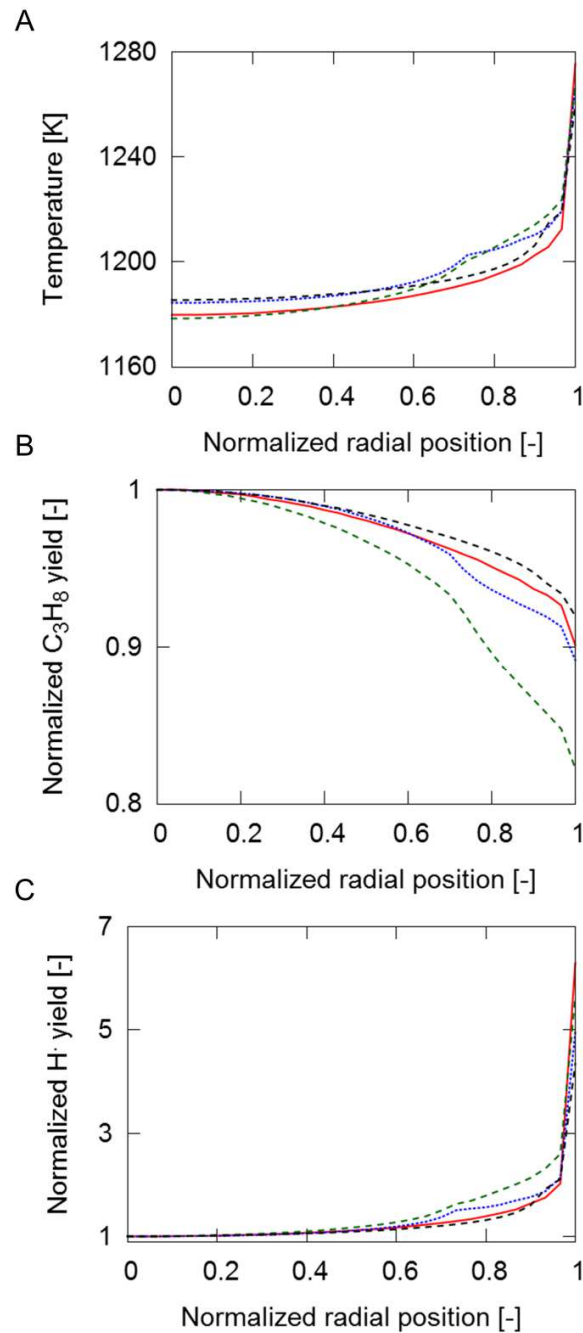 A
1280
1240
1200
1160
Temperature [K]
0 0.2 0.4 0.6 0.8 1
Normalized radial position [-]
B
1
0.9
0.8
Normalized C₃H₈ yield [-]
0 0.2 0.4 0.6 0.8 1
Normalized radial position [-]
C
7
5
3
1
Normalized H· yield [-]
0 0.2 0.4 0.6 0.8 1
Normalized radial position [-]